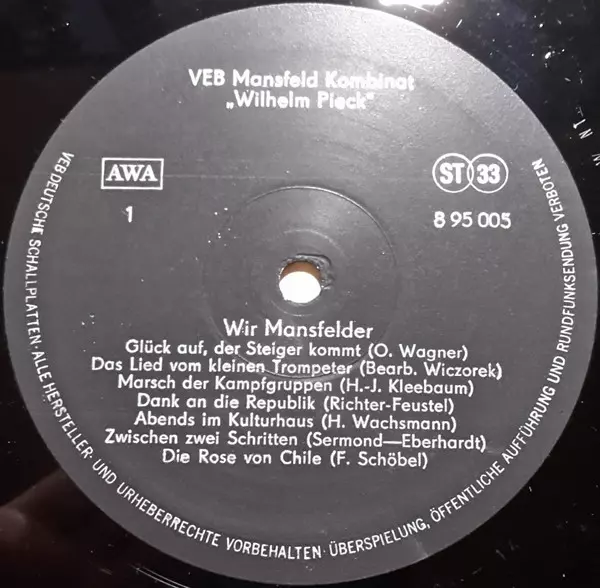 VEB Mansfeld Kombinat
„Wilhelm Pieck"
AWA
ST 33
1
8 95 005
Wir Mansfelder
Glück auf, der Steiger kommt (O. Wagner)
Das Lied vom kleinen Trompeter (Bearb. Wiczorek)
Marsch der Kampfgruppen (H.-J. Kleebaum)
Dank an die Republik (Richter-Feustel)
Abends im Kulturhaus (H. Wachsmann)
Zwischen zwei Schritten (Sermond—Eberhardt)
Die Rose von Chile (F. Schöbel)
VEB DEUTSCHE SCHALLPLATTEN · ALLE HERSTELLER- UND URHEBERRECHTE VORBEHALTEN · ÜBERSPIELUNG, ÖFFENTLICHE AUFFÜHRUNG UND RUNDFUNKSENDUNG VERBOTEN